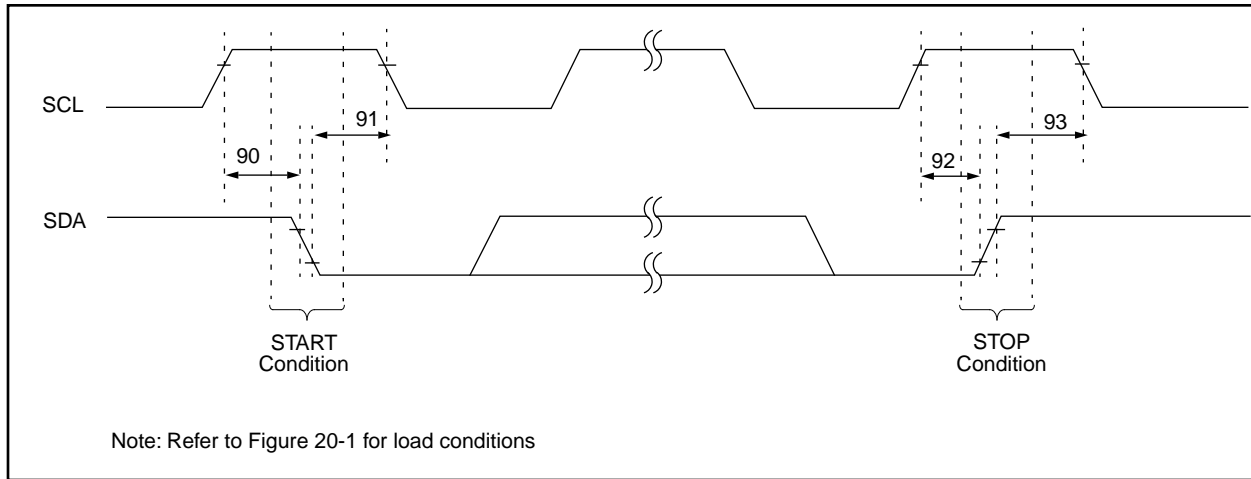 SCL
91
93
90
92
SDA
START
Condition
STOP
Condition
Note: Refer to Figure 20-1 for load conditions